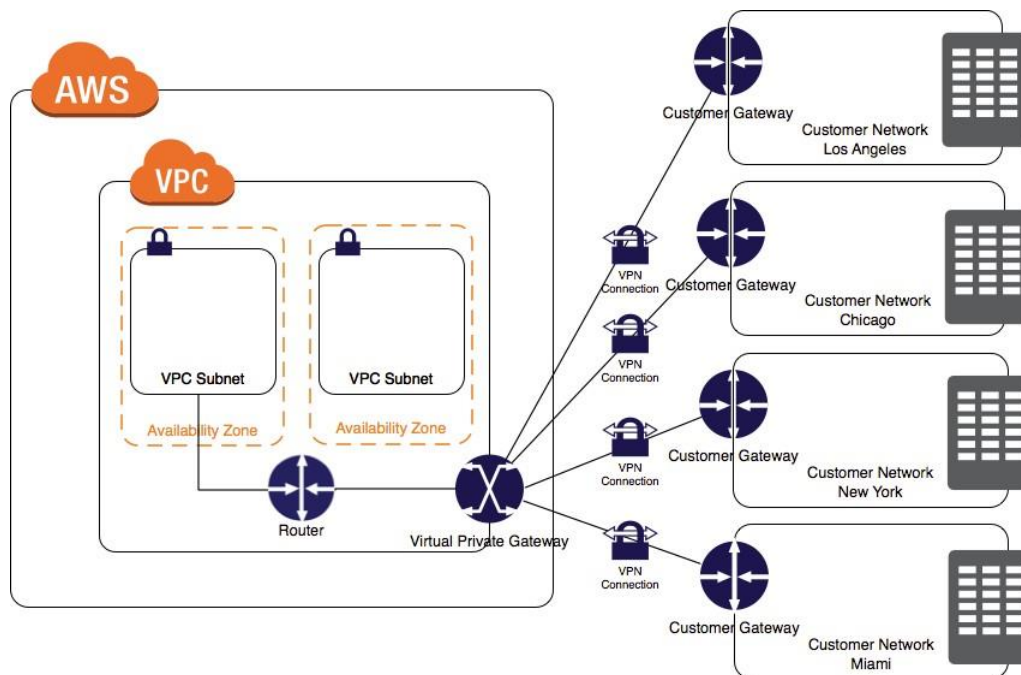 AWS
VPC
VPC Subnet
Availability Zone
VPC Subnet
Availability Zone
Router
Virtual Private Gateway
VPN
Connection
VPN
Connection
VPN
Connection
VPN
Connection
Customer Gateway
Customer Network
Los Angeles
Customer Gateway
Customer Network
Chicago
Customer Gateway
Customer Network
New York
Customer Gateway
Customer Network
Miami